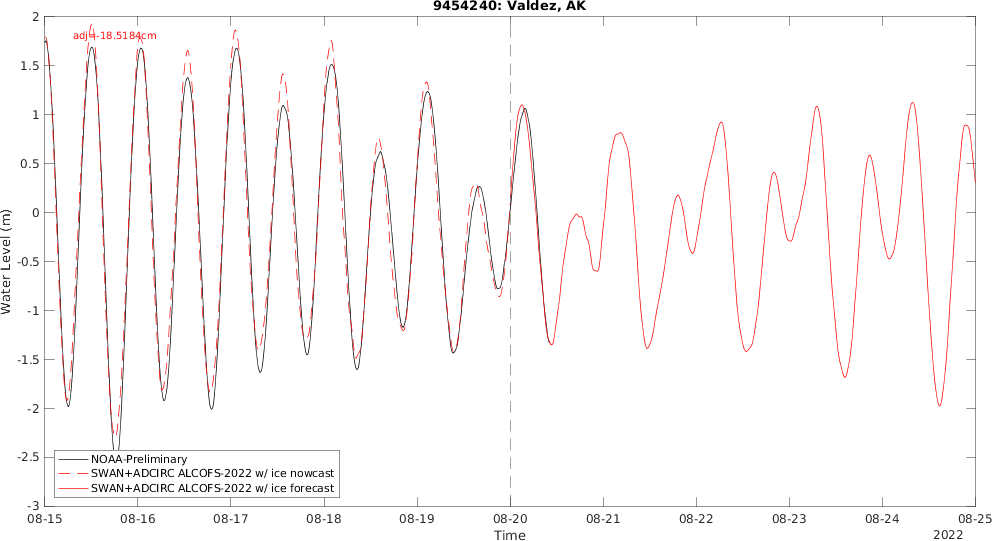 9454240: Valdez, AK
adj=-18.5184cm
2
1.5
1
0.5
0
-0.5
-1
-1.5
-2
-2.5
-3
Water Level (m)
NOAA-Preliminary
SWAN+ADCIRC ALCOFS-2022 w/ ice nowcast
SWAN+ADCIRC ALCOFS-2022 w/ ice forecast
08-15 08-16 08-17 08-18 08-19 08-20 08-21 08-22 08-23 08-24 08-25
Time
2022